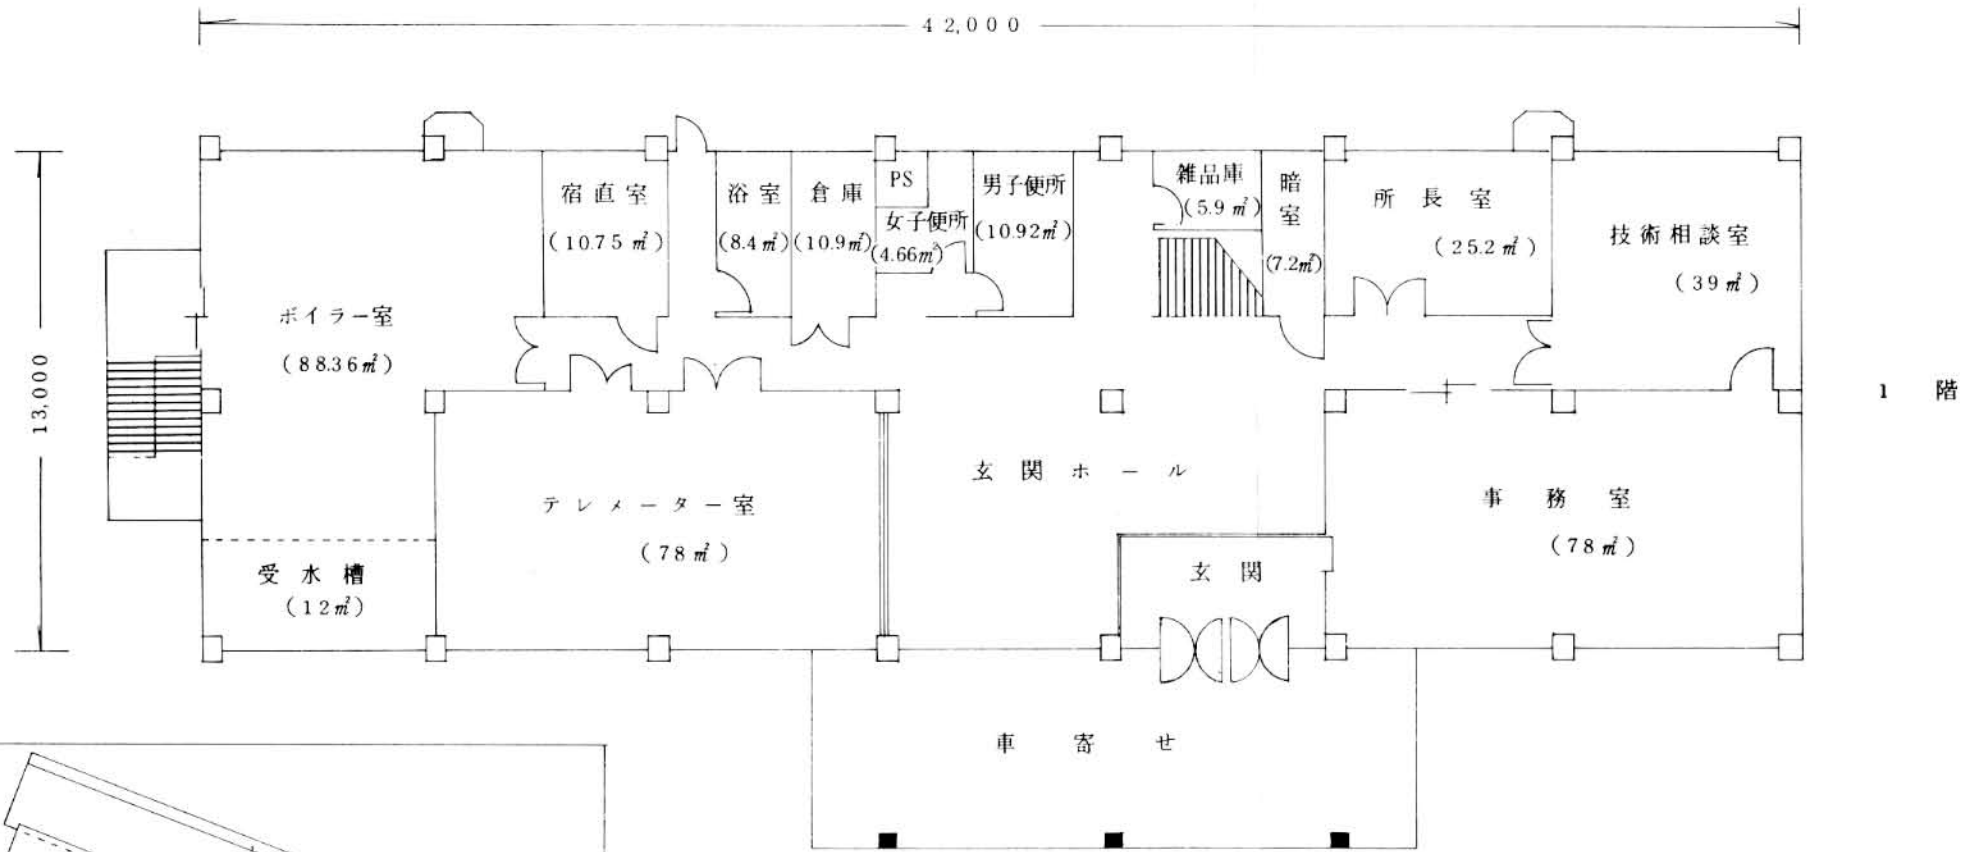 42,000
13,000
宿直室
(10.75㎡)
浴室
(8.4㎡)
倉庫
(10.9㎡)
PS
女子便所
(4.66㎡)
男子便所
(10.92㎡)
雑品庫
(5.9㎡)
暗室
(7.2㎡)
所長室
(25.2㎡)
技術相談室
(39㎡)
ボイラー室
(88.36㎡)
1 階
玄関ホール
テレメーター室
(78㎡)
事務室
(78㎡)
受水槽
(12㎡)
玄関
車寄せ